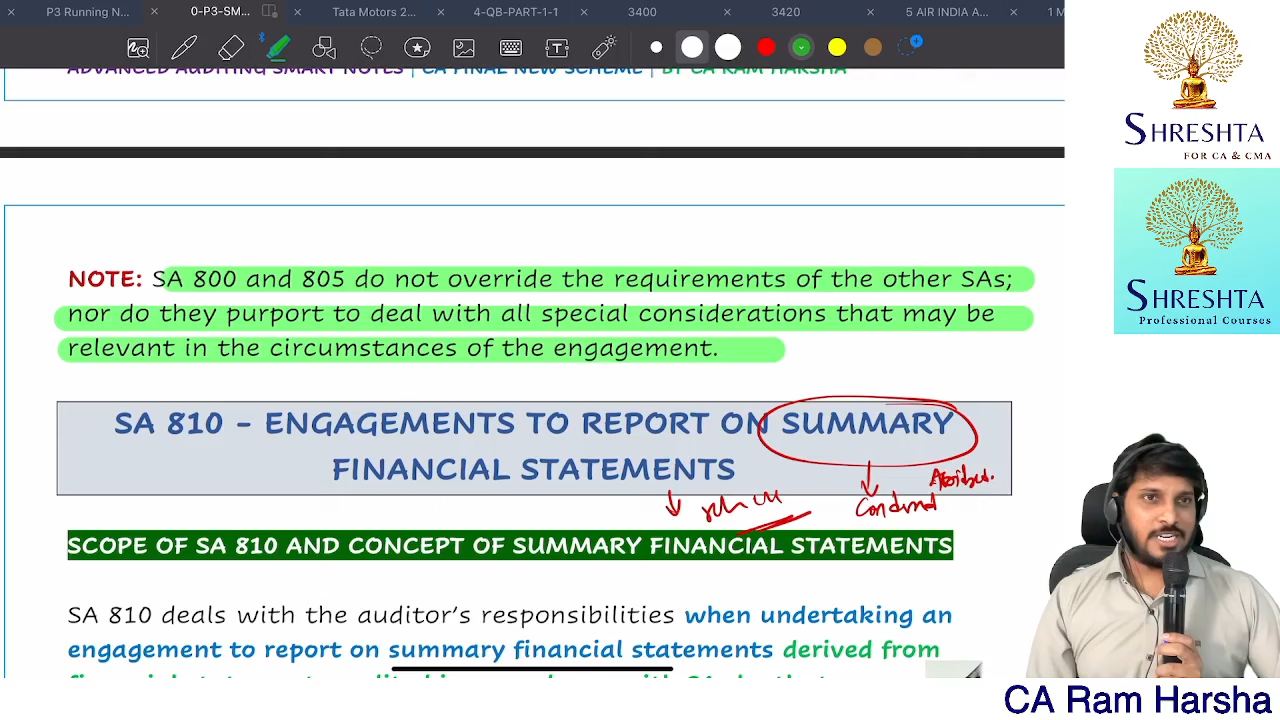 P3 Running N...
0-P3-SM...
Tata Motors 2...
4-QB-PART-1-1
3400
3420
5 AIR INDIA A...
1 M
ADVANCED AUDITING SMART NOTES | CA FINAL NEW SCHEME | BY CA RAM HARSHA
NOTE: SA 800 and 805 do not override the requirements of the other SAs;
nor do they purport to deal with all special considerations that may be
relevant in the circumstances of the engagement.
SA 810 - ENGAGEMENTS TO REPORT ON SUMMARY
FINANCIAL STATEMENTS
SCOPE OF SA 810 AND CONCEPT OF SUMMARY FINANCIAL STATEMENTS
SA 810 deals with the auditor's responsibilities when undertaking an
engagement to report on summary financial statements derived from
SHRESHTA
FOR CA & CMA
SHRESHTA
Professional Courses
CA Ram Harsha